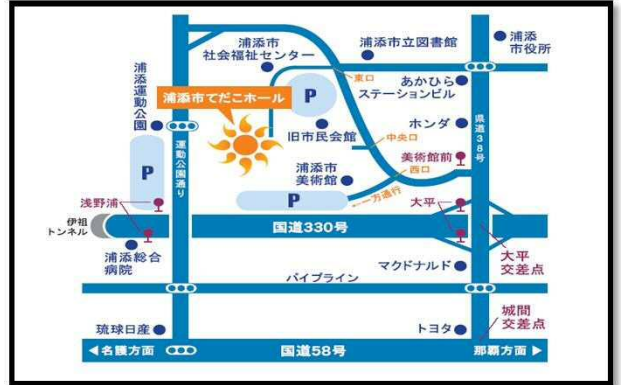 浦添市
社会福祉センター
浦添市立図書館
浦添
市役所
東口
浦添運動公園
P
あかひら
ステーションビル
浦添市てだこホール
旧市民会館
ホンダ
県道38号
中央口
運動公園通り
美術館前
P
浦添市
美術館
西口
P
一方通行
浅野浦
大平
伊祖
トンネル
国道330号
浦添総合
病院
マクドナルド
大平
交差点
パイプライン
城間
交差点
琉球日産
トヨタ
◀名護方面
国道58号
那覇方面▶